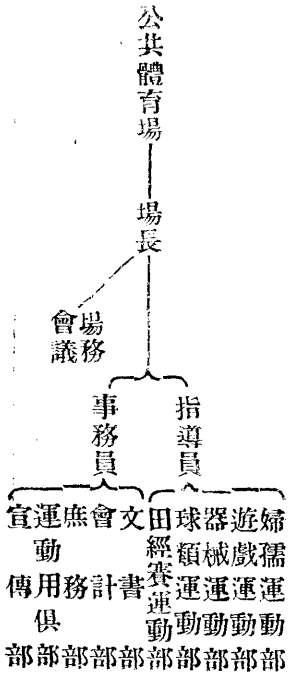 公共體育場
場長
場務
會議
指導員
事務員
婦孺運動部
遊戲運動部
器械運動部
球類運動部
田經賽運動部
文書部
會計部
庶務部
運動用俱部
宣傳部